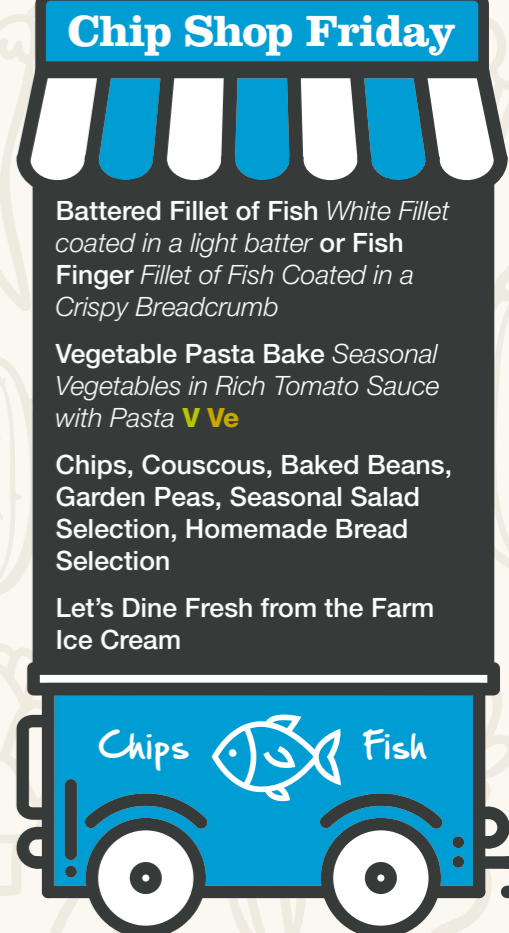 Chip Shop Friday
Battered Fillet of Fish White Fillet
coated in a light batter or Fish
Finger Fillet of Fish Coated in a
Crispy Breadcrumb
Vegetable Pasta Bake Seasonal
Vegetables in Rich Tomato Sauce
with Pasta V Ve
Chips, Couscous, Baked Beans,
Garden Peas, Seasonal Salad
Selection, Homemade Bread
Selection
Let's Dine Fresh from the Farm
Ice Cream
Chips Fish